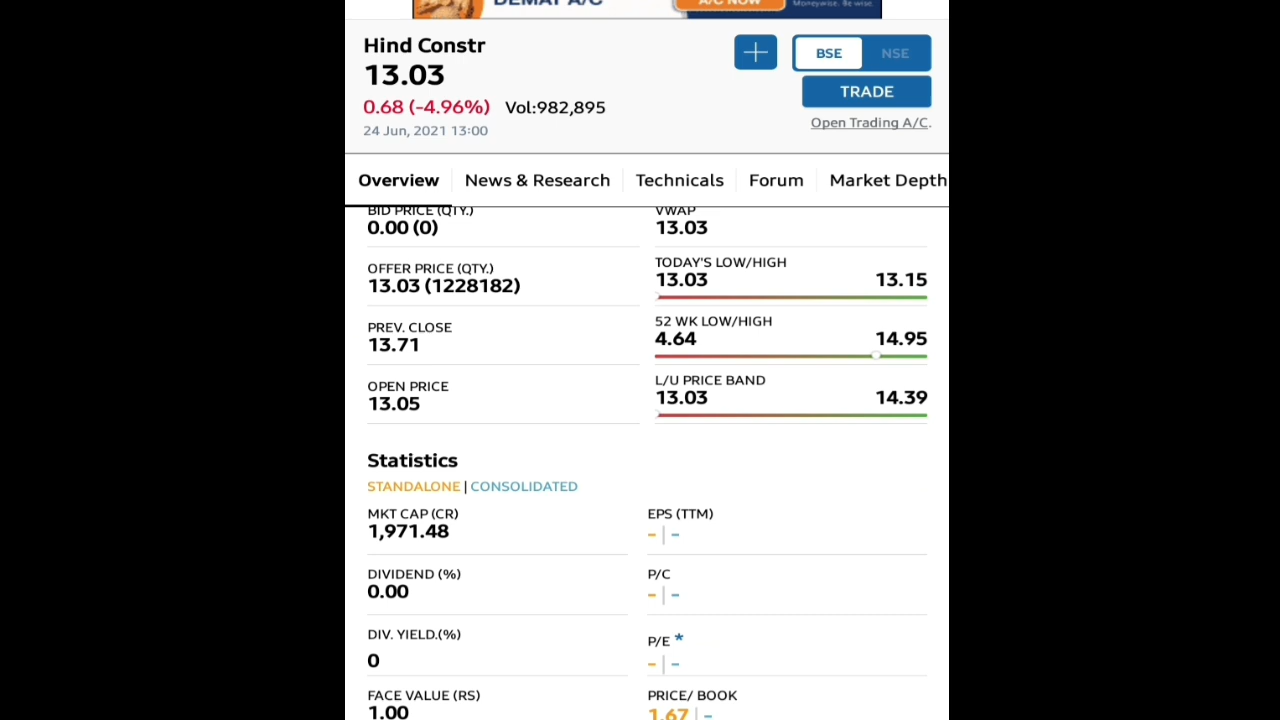 DEMAT A/C
A/C NOW
Moneywise. Be wise.
Hind Constr
13.03
0.68 (-4.96%) Vol:982,895
24 Jun, 2021 13:00
BSE NSE
TRADE
Open Trading A/C.
Overview News & Research Technicals Forum Market Depth
BID PRICE (QTY.)
0.00 (0)
VWAP
13.03
OFFER PRICE (QTY.)
13.03 (1228182)
TODAY'S LOW/HIGH
13.03 13.15
PREV. CLOSE
13.71
52 WK LOW/HIGH
4.64 14.95
OPEN PRICE
13.05
L/U PRICE BAND
13.03 14.39
Statistics
STANDALONE | CONSOLIDATED
MKT CAP (CR)
1,971.48
EPS (TTM)
- | -
DIVIDEND (%)
0.00
P/C
- | -
DIV. YIELD.(%)
0
P/E *
- | -
FACE VALUE (RS)
1.00
PRICE/ BOOK
1.67 | -